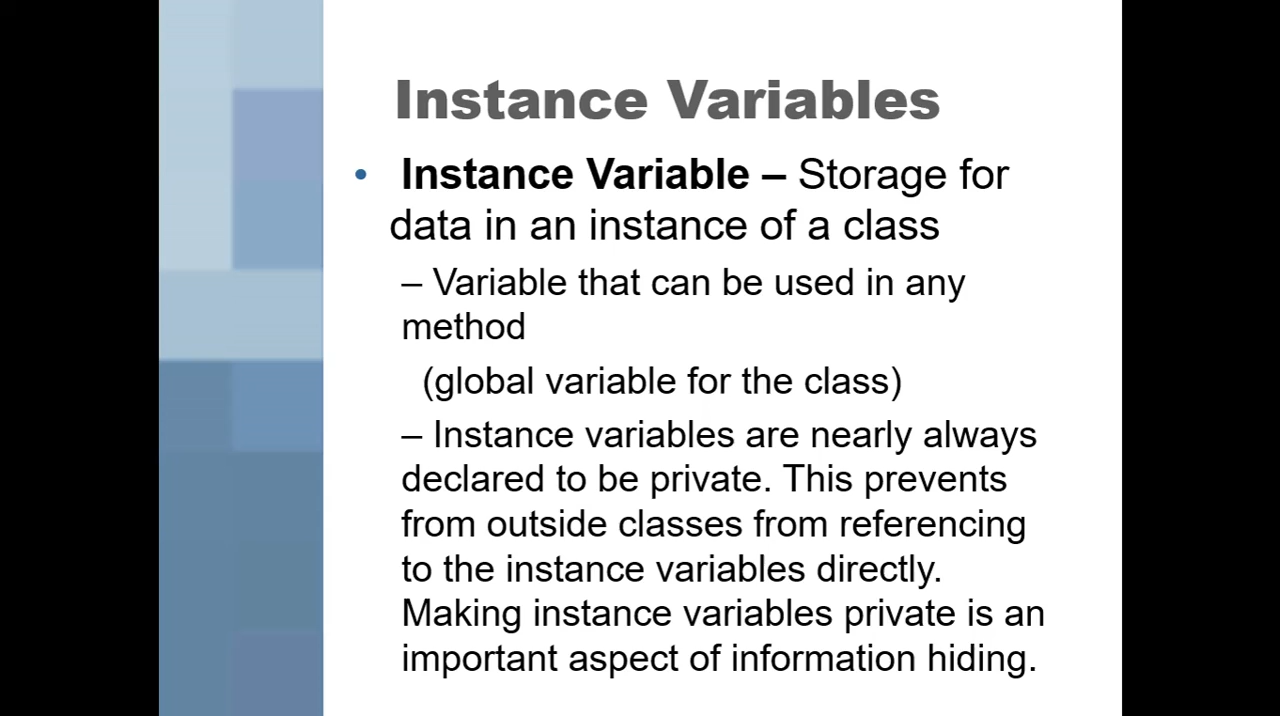 Instance Variables
• Instance Variable – Storage for
data in an instance of a class
– Variable that can be used in any
method
(global variable for the class)
– Instance variables are nearly always
declared to be private. This prevents
from outside classes from referencing
to the instance variables directly.
Making instance variables private is an
important aspect of information hiding.